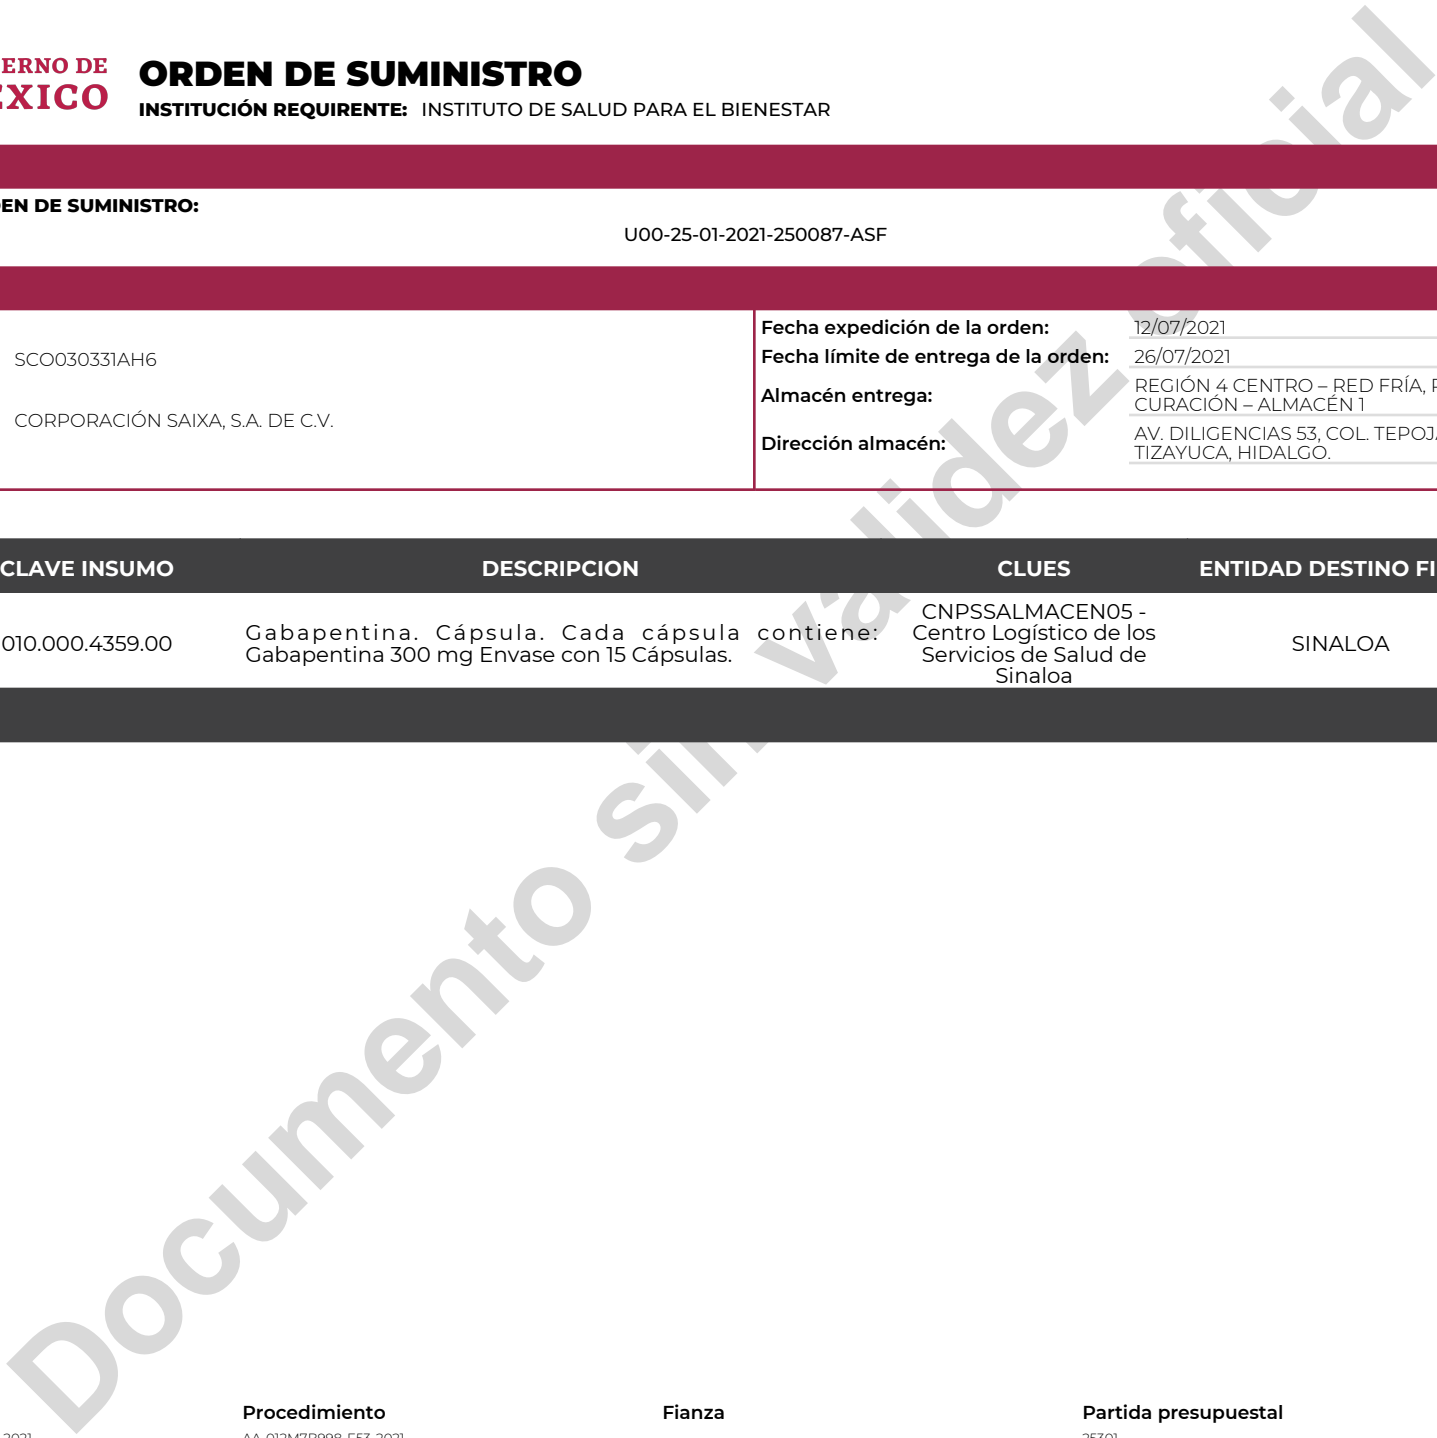 ERNO DE
ORDEN DE SUMINISTRO
INSTITUCIÓN REQUIRENTE: INSTITUTO DE SALUD PARA EL BIENESTAR
EN DE SUMINISTRO:
U00-25-01-2021-250087-ASF
SCO030331AH6
CORPORACIÓN SAIXA, S.A. DE C.V.
Fecha expedición de la orden: 12/07/2021
Fecha límite de entrega de la orden: 26/07/2021
Almacén entrega: REGIÓN 4 CENTRO – RED FRÍA,
CURACIÓN – ALMACÉN 1
Dirección almacén: AV. DILIGENCIAS 53, COL.
TIZAYUCA, HIDALGO.
CLAVE INSUMO DESCRIPCION CLUES ENTIDAD DESTINO FI
010.000.4359.00
Gabapentina. Cápsula. Cada cápsula contiene:
Gabapentina 300 mg Envase con 15 Cápsulas.
CNPSSALMACEN05 -
Centro Logístico de los
Servicios de Salud de
Sinaloa
SINALOA
Documento sin validez oficial
Procedimiento Fianza Partida presupuestal